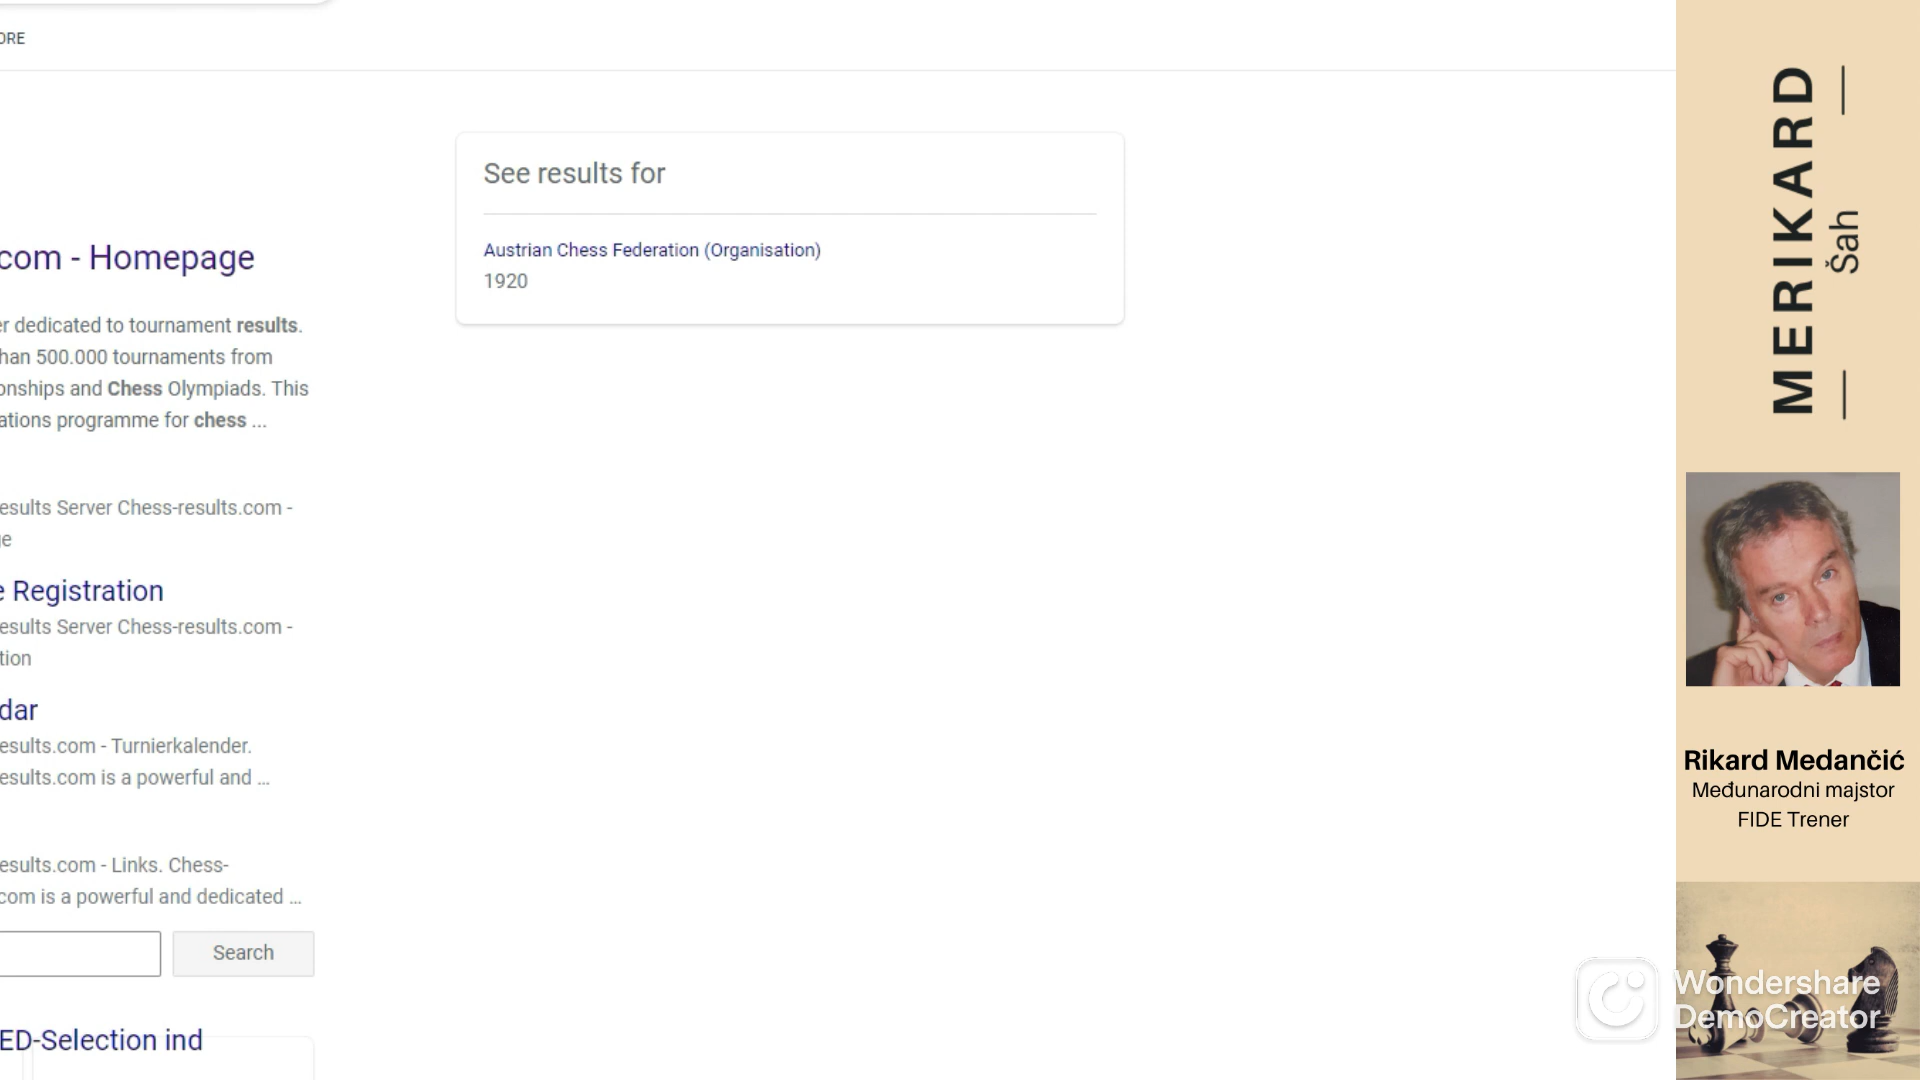 ORE
com - Homepage
er dedicated to tournament results.
han 500.000 tournaments from
onships and Chess Olympiads. This
ations programme for chess ...
esults Server Chess-results.com -
ge
e Registration
esults Server Chess-results.com -
tion
dar
esults.com - Turnierkalender.
esults.com is a powerful and ...
esults.com - Links. Chess-
com is a powerful and dedicated ...
Search
ED-Selection ind
See results for
Austrian Chess Federation (Organisation)
1920
MERIKARD
Šah
Rikard Medančić
Međunarodni majstor
FIDE Trener
Wondershare
DemoCreator